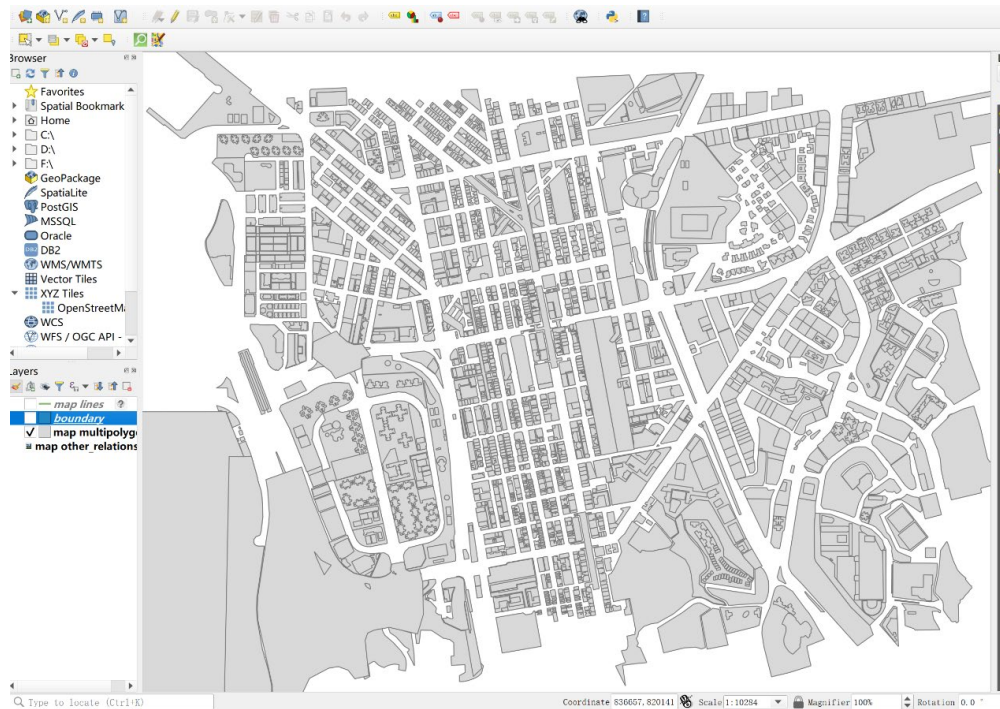 Browser
Favorites
Spatial Bookmark
Home
C:\
D:\
F:\
GeoPackage
SpatiaLite
PostGIS
MSSQL
Oracle
DB2
WMS/WMTS
Vector Tiles
XYZ Tiles
OpenStreetM
WCS
WFS / OGC API -
Layers
map lines ?
boundary
map multipolyg
map other_relations
Type to locate (Ctrl+K)
Coordinate 836657,820141 Scale 1:10284 Magnifier 100% Rotation 0.0 °